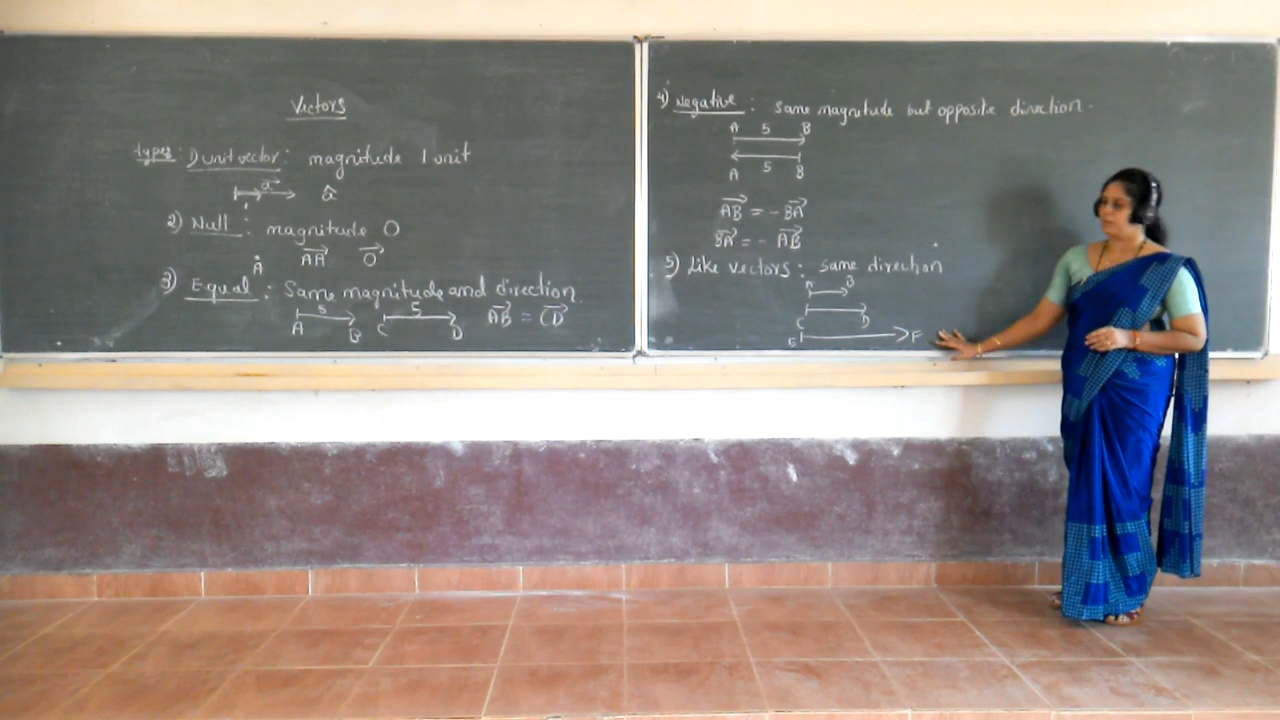 Vectors
Types: 1) unit vector: magnitude 1 unit
a⃗ 1 â
2) Null : magnitude 0
A AA⃗ 0⃗
3) Equal : Same magnitude and direction.
5 5 AB⃗ = CD⃗
A B C D
4) Negative : Same magnitude but opposite direction.
A 5 B
5
A B
AB⃗ = - BA⃗
BA⃗ = - AB⃗
5) Like vectors : same direction
A B
C D
E F